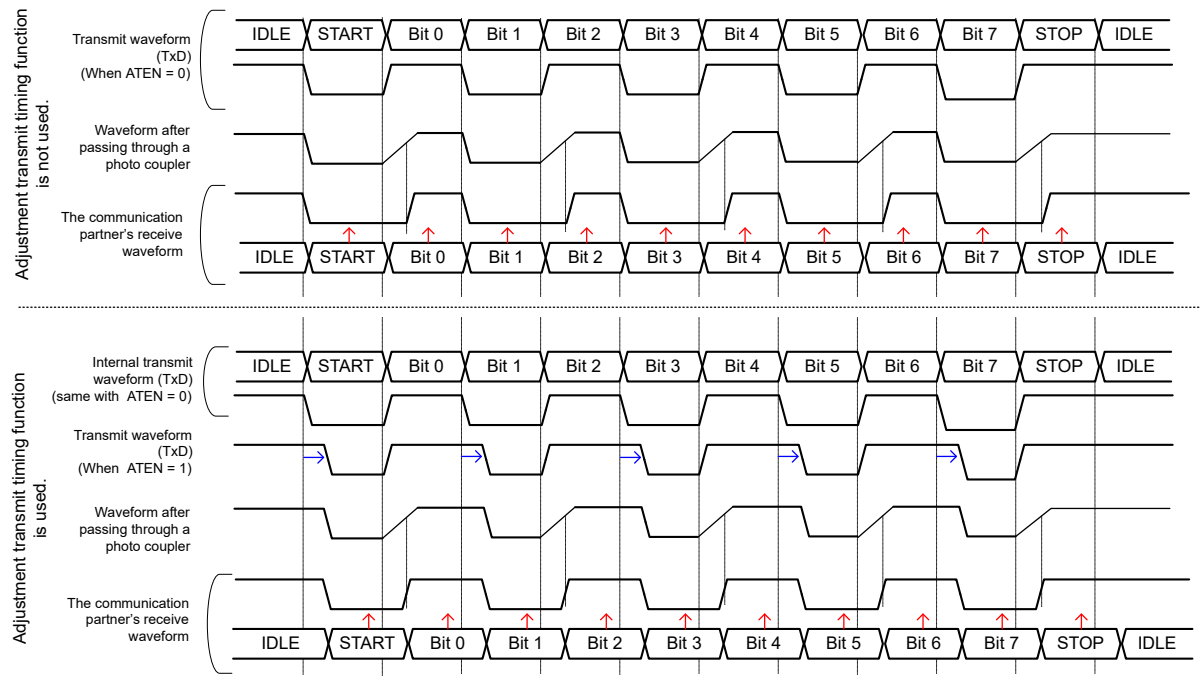 Adjustment transmit timing function
is not used.
Transmit waveform
(TxD)
(When ATEN = 0)
IDLE START Bit 0 Bit 1 Bit 2 Bit 3 Bit 4 Bit 5 Bit 6 Bit 7 STOP IDLE
Waveform after
passing through a
photo coupler
The communication
partner's receive
waveform
IDLE START Bit 0 Bit 1 Bit 2 Bit 3 Bit 4 Bit 5 Bit 6 Bit 7 STOP IDLE
Adjustment transmit timing function
is used.
Internal transmit
waveform (TxD)
(same with ATEN = 0)
IDLE START Bit 0 Bit 1 Bit 2 Bit 3 Bit 4 Bit 5 Bit 6 Bit 7 STOP IDLE
Transmit waveform
(TxD)
(When ATEN = 1)
Waveform after
passing through a
photo coupler
The communication
partner's receive
waveform
IDLE START Bit 0 Bit 1 Bit 2 Bit 3 Bit 4 Bit 5 Bit 6 Bit 7 STOP IDLE